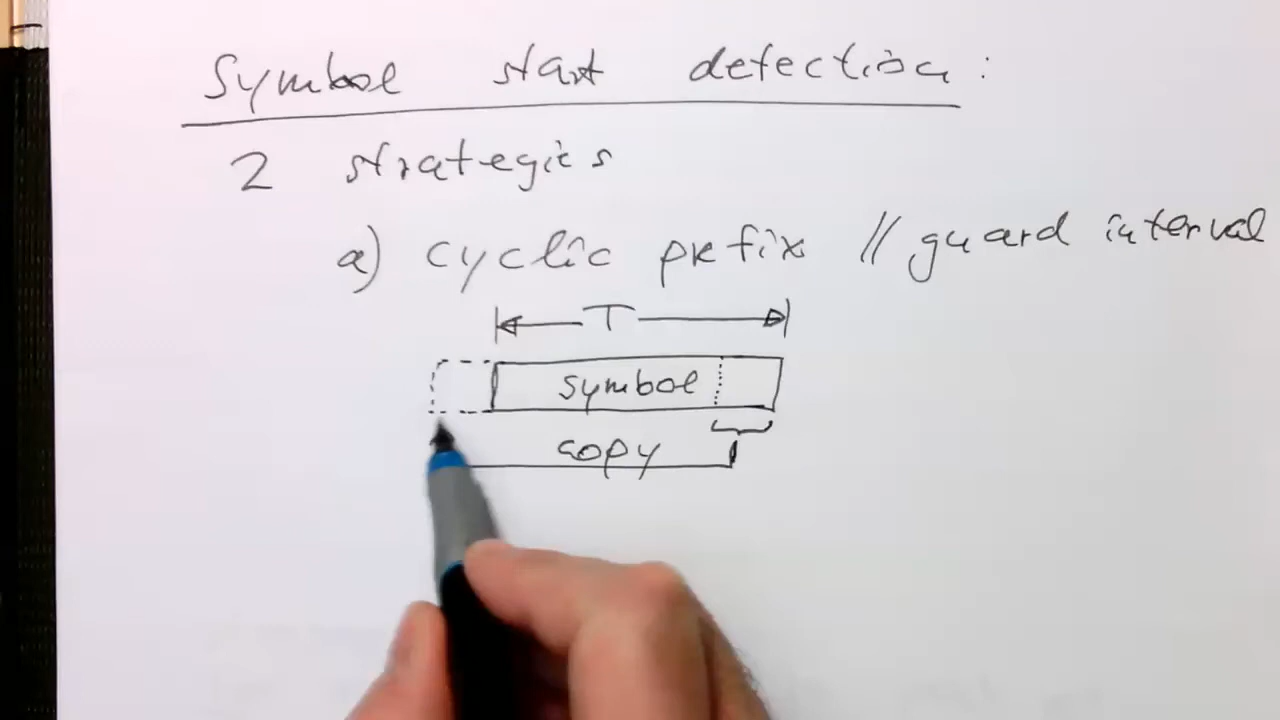 Symbol start detection:
2 strategies
a) cyclic prefix // guard interval
T
symbol
copy